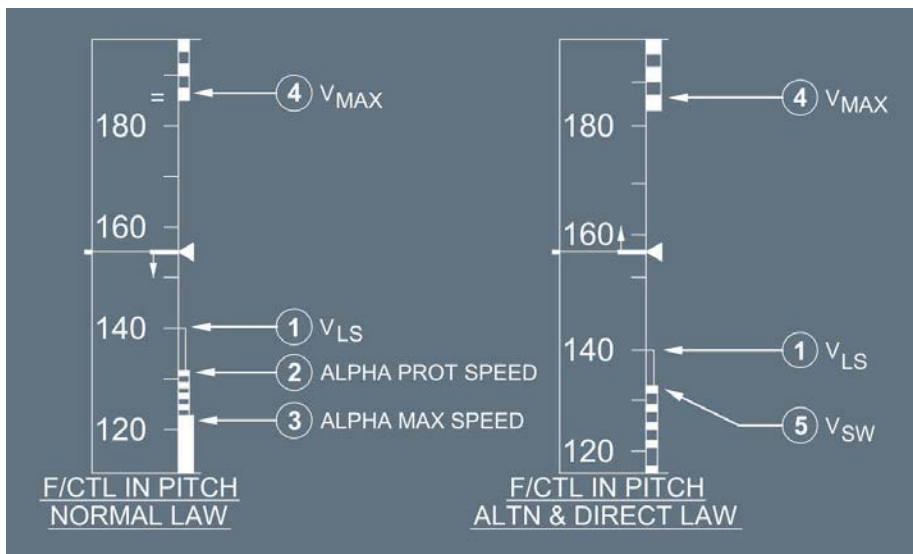 4 VMAX
=
180
160
140
1 VLS
2 ALPHA PROT SPEED
3 ALPHA MAX SPEED
120
F/CTL IN PITCH
NORMAL LAW
4 VMAX
180
160
140
1 VLS
5 VSW
120
F/CTL IN PITCH
ALTN & DIRECT LAW